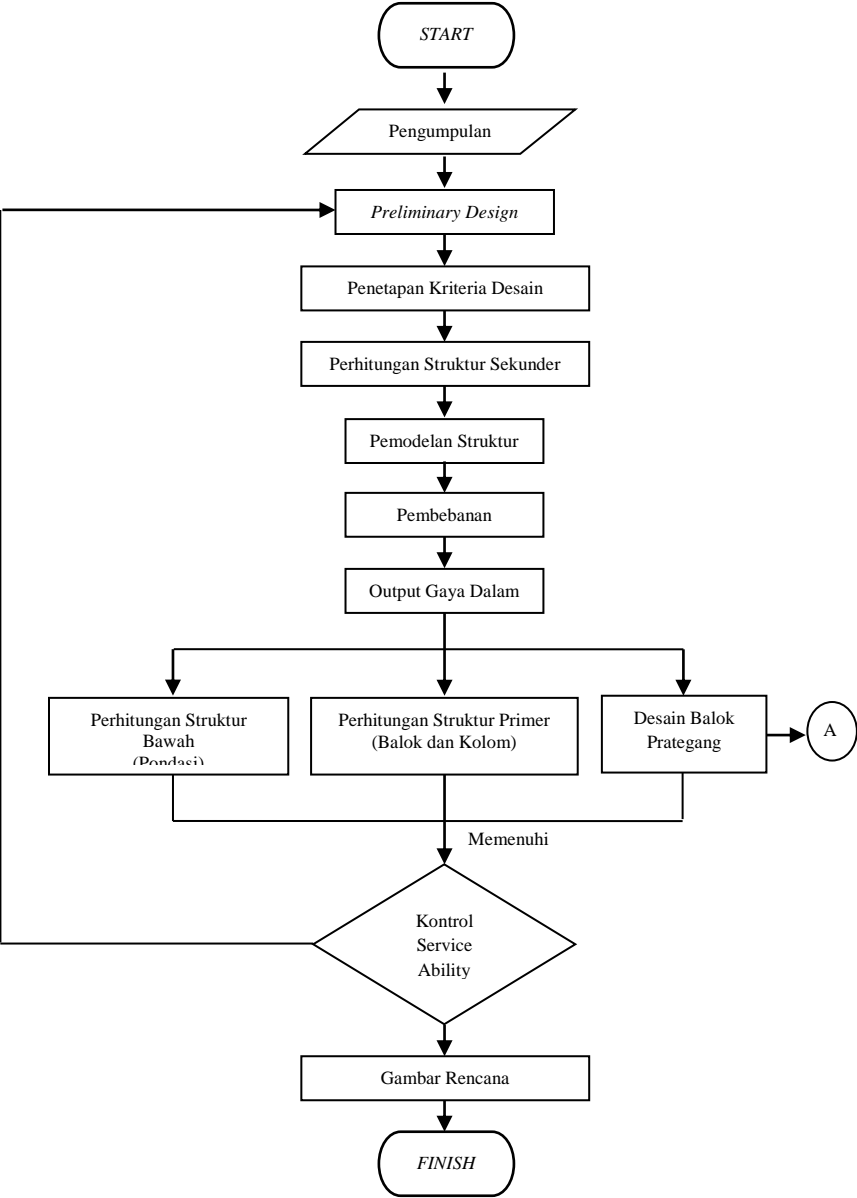 START
Pengumpulan
Preliminary Design
Penetapan Kriteria Desain
Perhitungan Struktur Sekunder
Pemodelan Struktur
Pembebanan
Output Gaya Dalam
Perhitungan Struktur
Bawah
(Pondasi)
Perhitungan Struktur Primer
(Balok dan Kolom)
Desain Balok
Prategang
A
Memenuhi
Kontrol
Service
Ability
Gambar Rencana
FINISH